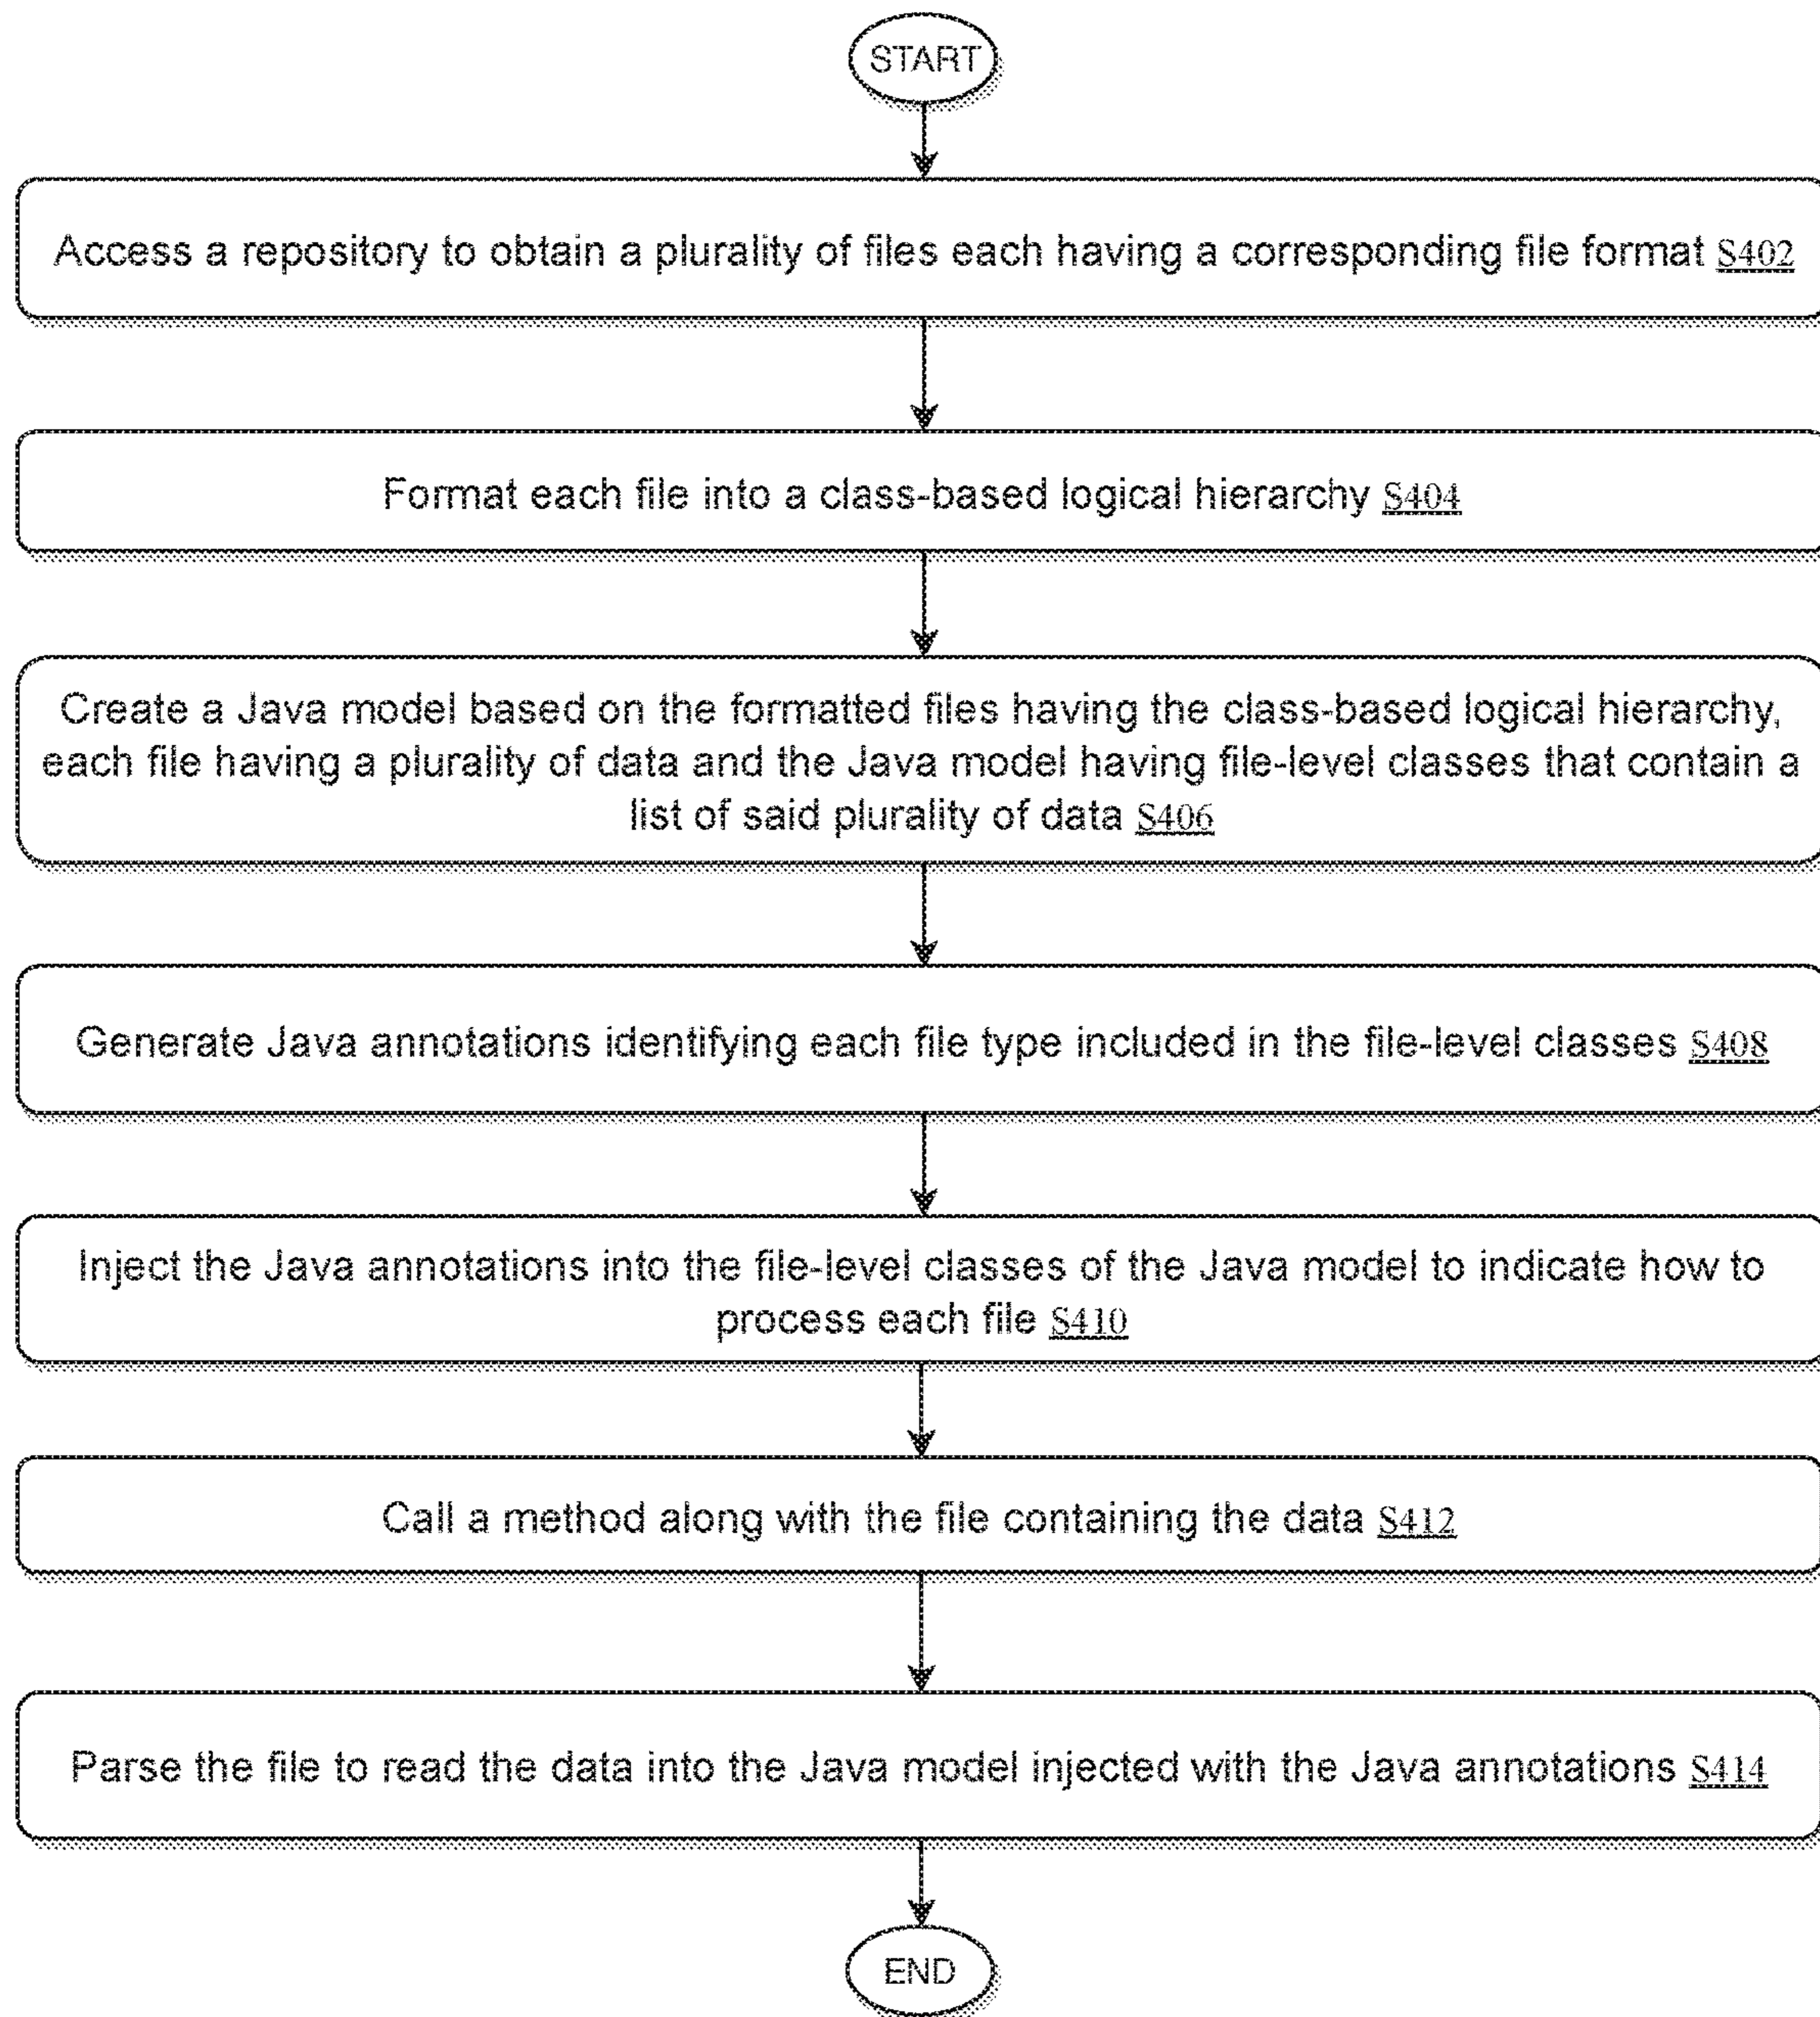 START
Access a repository to obtain a plurality of files each having a corresponding file format S402
Format each file into a class-based logical hierarchy S404
Create a Java model based on the formatted files having the class-based logical hierarchy,
each file having a plurality of data and the Java model having file-level classes that contain a
list of said plurality of data S406
Generate Java annotations identifying each file type included in the file-level classes S408
Inject the Java annotations into the file-level classes of the Java model to indicate how to
process each file S410
Call a method along with the file containing the data S412
Parse the file to read the data into the Java model injected with the Java annotations S414
END